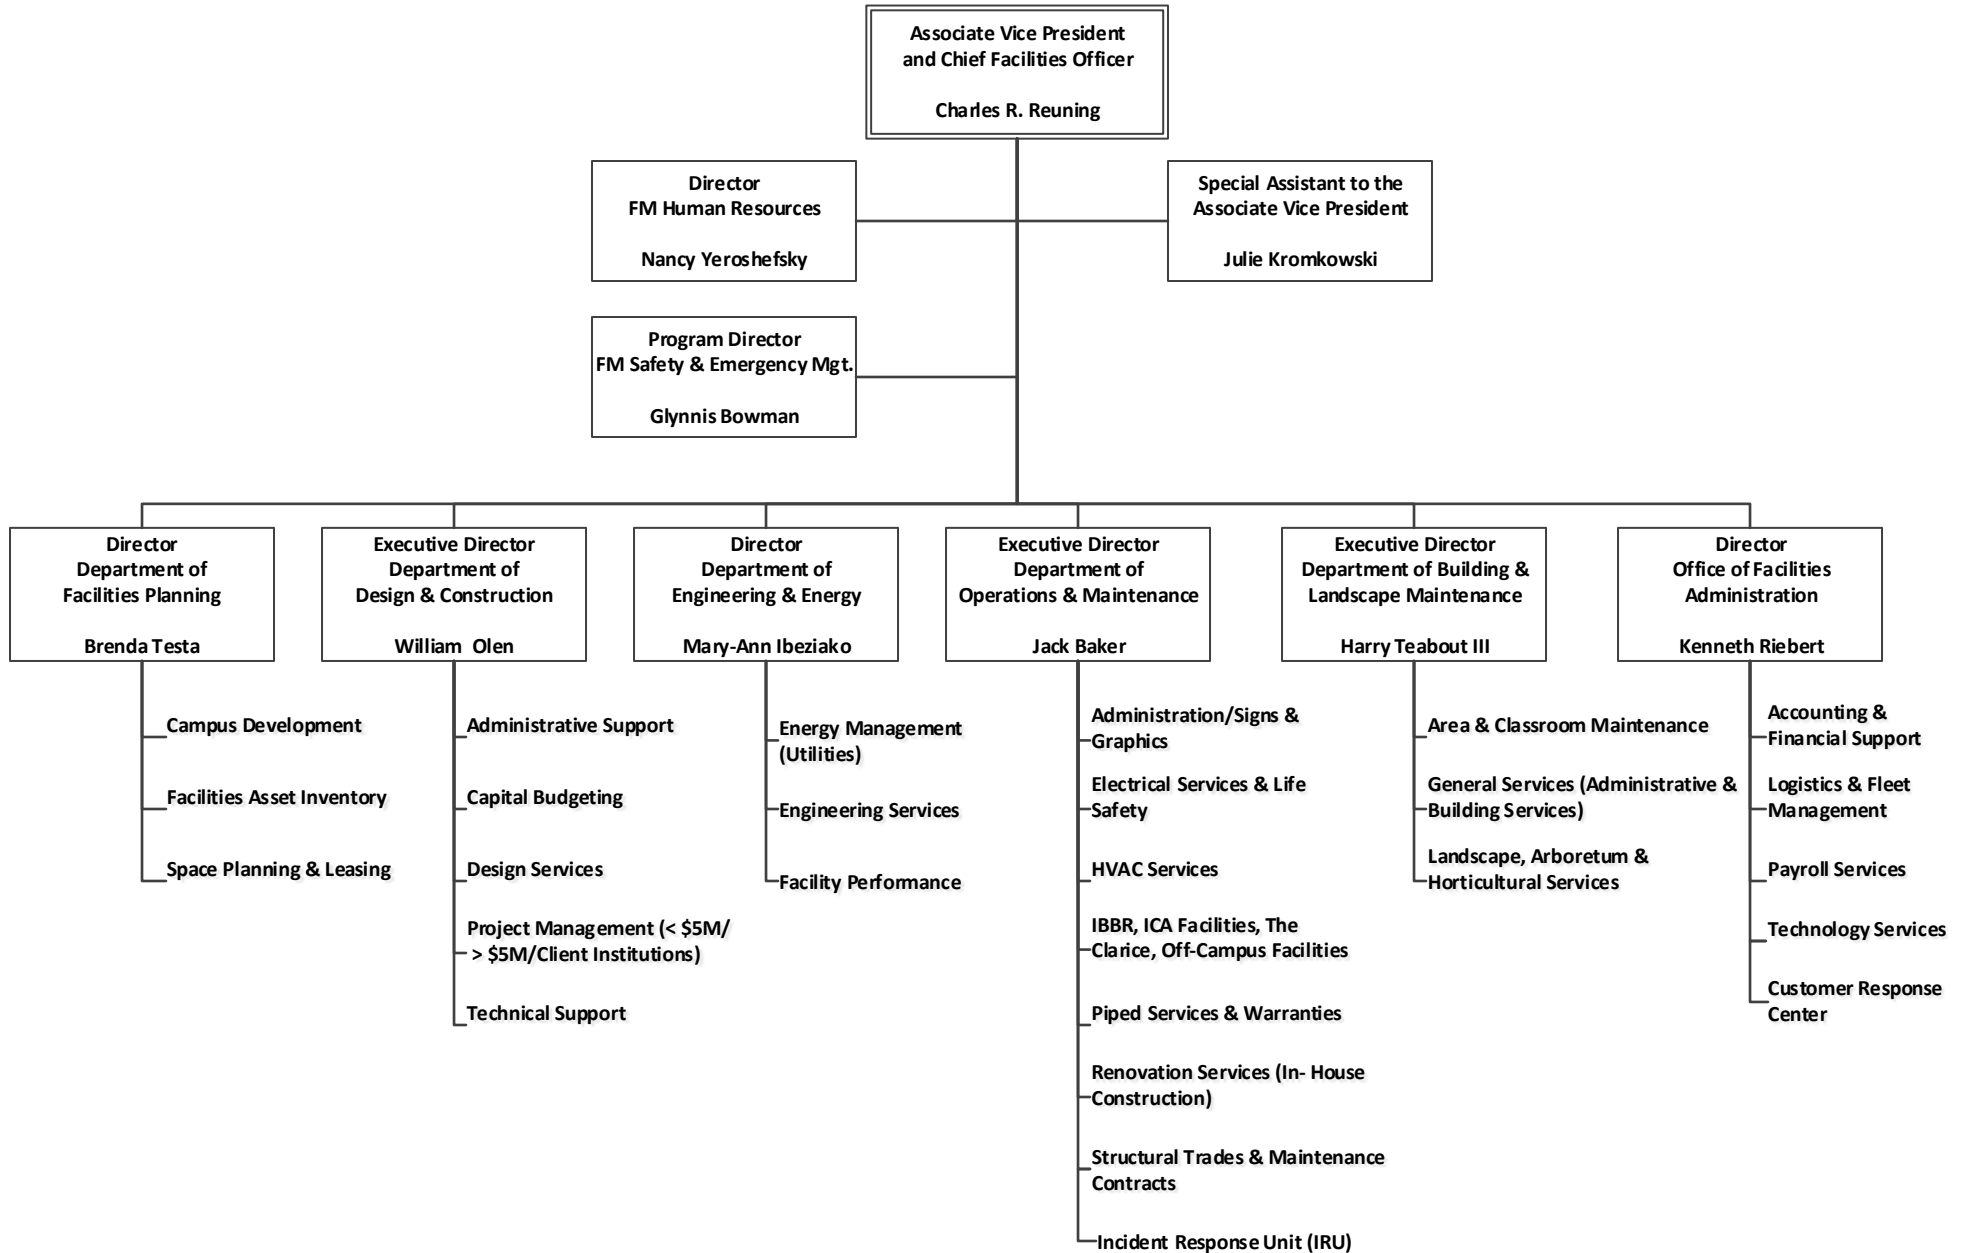 Associate Vice President
and Chief Facilities Officer
Charles R. Reuning
Director
FM Human Resources
Nancy Yeroshefsky
Special Assistant to the
Associate Vice President
Julie Kromkowski
Program Director
FM Safety & Emergency Mgt.
Glynnis Bowman
Director
Department of
Facilities Planning
Brenda Testa
Campus Development
Facilities Asset Inventory
Space Planning & Leasing
Executive Director
Department of
Design & Construction
William Olen
Administrative Support
Capital Budgeting
Design Services
Project Management (< $5M/
> $5M/Client Institutions)
Technical Support
Director
Department of
Engineering & Energy
Mary-Ann Ibeziako
Energy Management
(Utilities)
Engineering Services
Facility Performance
Executive Director
Department of
Operations & Maintenance
Jack Baker
Administration/Signs &
Graphics
Electrical Services & Life
Safety
HVAC Services
IBBR, ICA Facilities, The
Clarice, Off-Campus Facilities
Piped Services & Warranties
Renovation Services (In- House
Construction)
Structural Trades & Maintenance
Contracts
Incident Response Unit (IRU)
Executive Director
Department of Building &
Landscape Maintenance
Harry Teabout III
Area & Classroom Maintenance
General Services (Administrative &
Building Services)
Landscape, Arboretum &
Horticultural Services
Director
Office of Facilities
Administration
Kenneth Riebert
Accounting &
Financial Support
Logistics & Fleet
Management
Payroll Services
Technology Services
Customer Response
Center